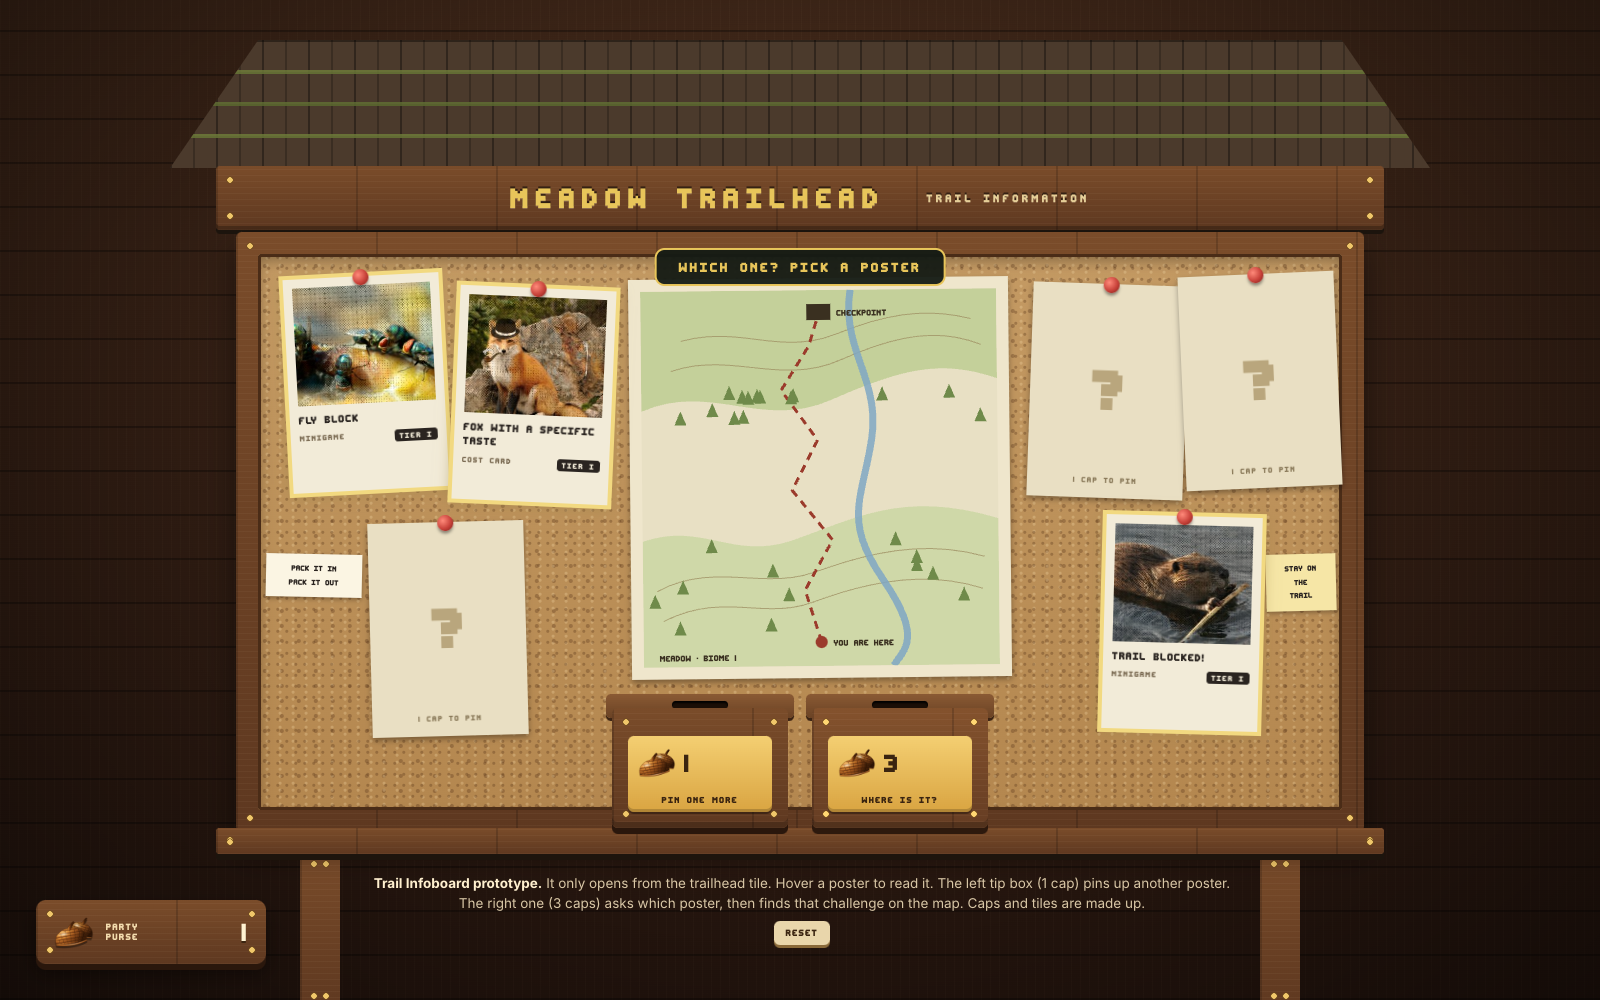 MEADOW TRAILHEAD
TRAIL INFORMATION
WHICH ONE? PICK A POSTER
FLY BLOCK
MINIGAME
TIER I
FOX WITH A SPECIFIC
TASTE
COST CARD
TIER I
CHECKPOINT
YOU ARE HERE
MEADOW · BIOME I
?
I CAP TO PIN
?
I CAP TO PIN
PACK IT IN
PACK IT OUT
?
I CAP TO PIN
TRAIL BLOCKED!
MINIGAME
TIER I
STAY ON
THE
TRAIL
1
PIN ONE MORE
3
WHERE IS IT?
Trail Infoboard prototype. It only opens from the trailhead tile. Hover a poster to read it. The left tip box (1 cap) pins up another poster.
The right one (3 caps) asks which poster, then finds that challenge on the map. Caps and tiles are made up.
RESET
PARTY
PURSE
1